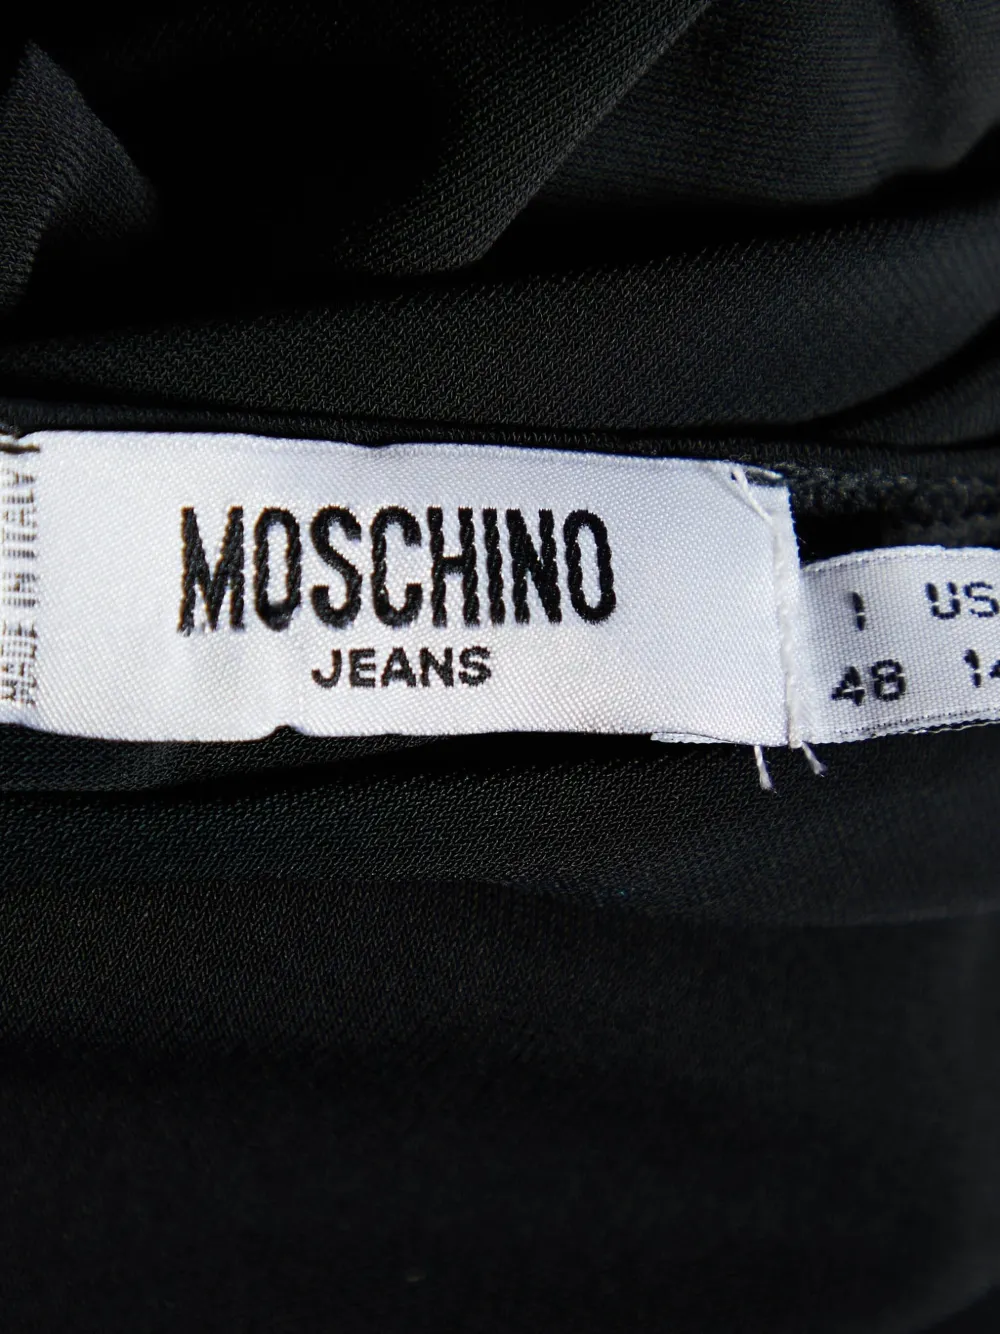 MADE IN ITALY
MOSCHINO
JEANS
I US
48 14